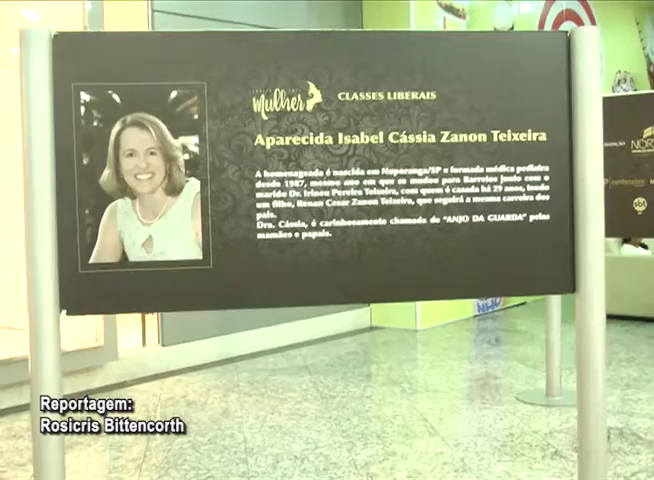 mulher
CLASSES LIBERAIS
Aparecida Isabel Cássia Zanon Teixeira
A homenageada é nascida em Nuporanga/SP e formada médica pediatra
desde 1987, mesmo ano em que se mudou para Barretos junto com o
marido Dr. Irineu Pereira Teixeira, com quem é casada há 29 anos, tendo
um filho, Renan Cesar Zanon Teixeira, que seguirá a mesma carreira dos
pais.
Dra. Cássia, é carinhosamente chamada de "ANJO DA GUARDA" pelas
mamães e papais.
NOR
sbt
Reportagem:
Rosicris Bittencorth